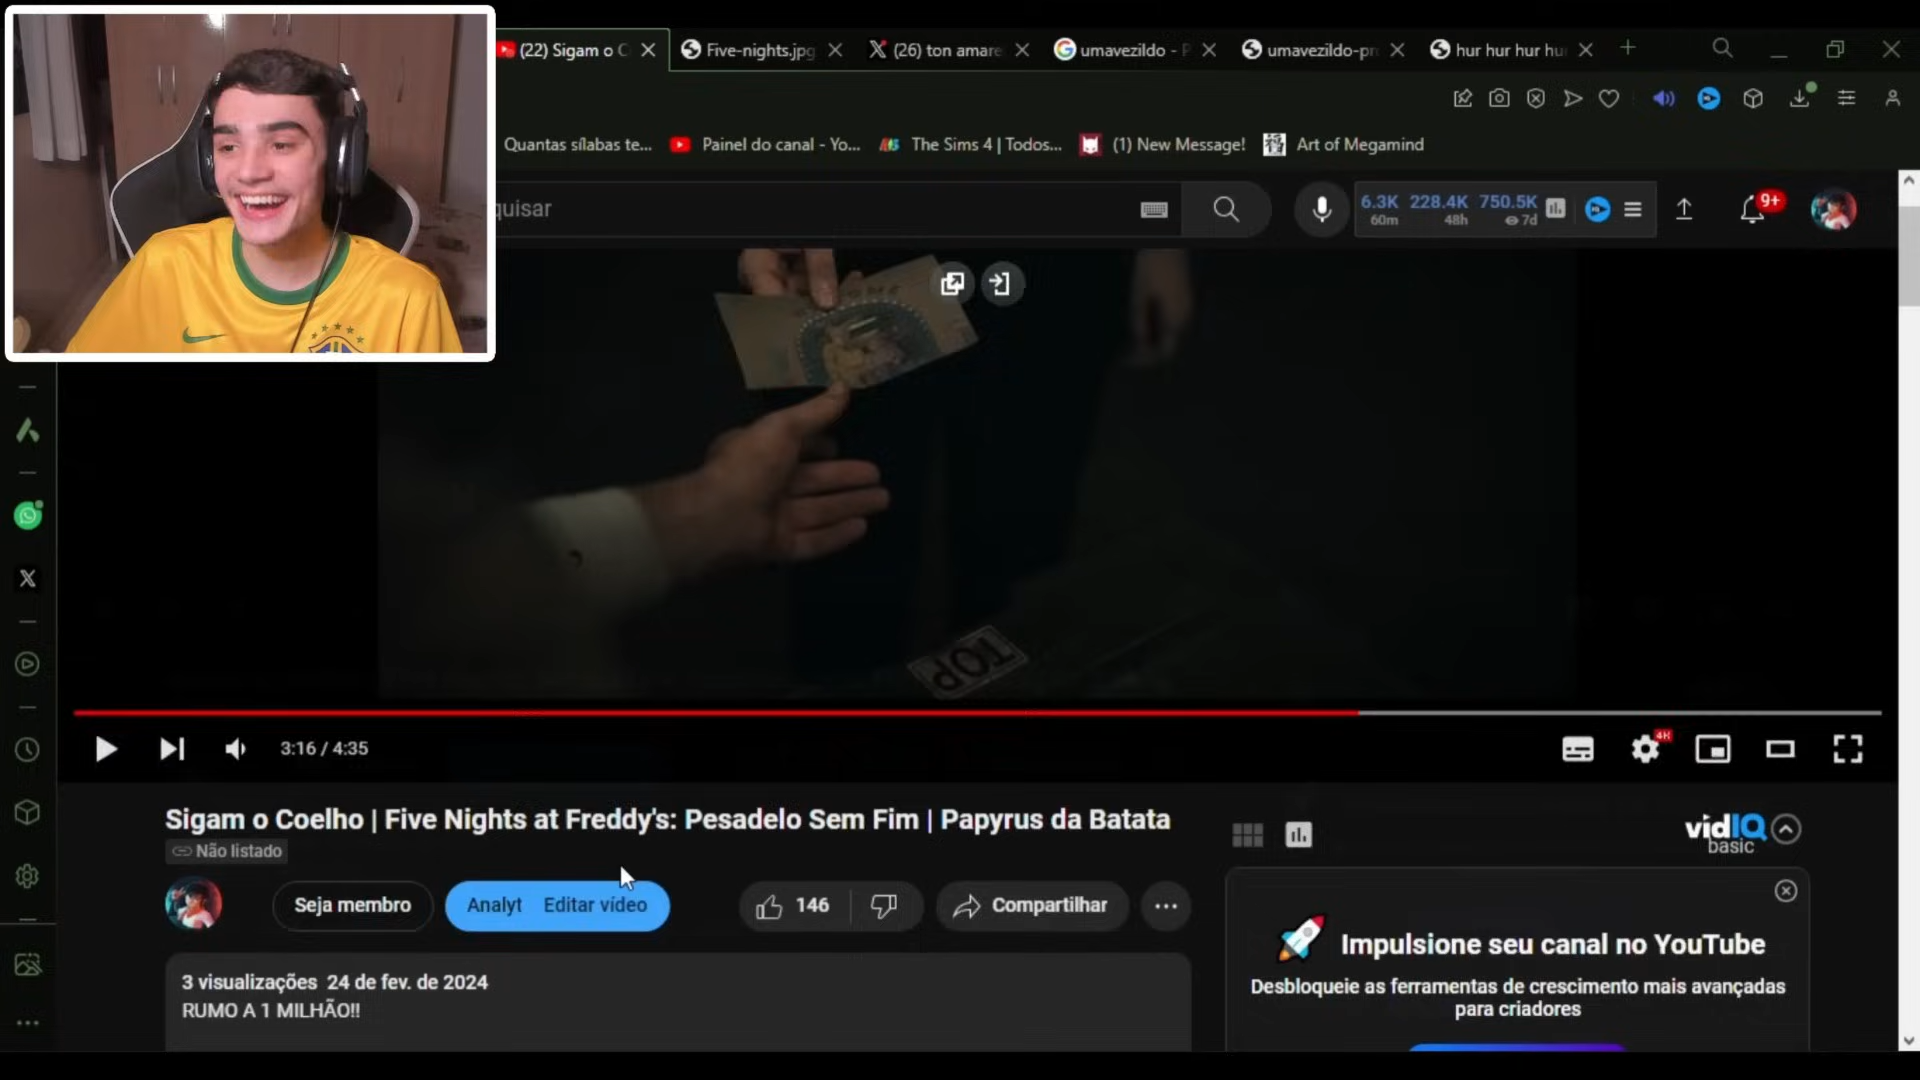 (22) Sigam o C
Five-nights.jpg
(26) ton amare
umavezildo - P
umavezildo-pr
hur hur hur hu
Quantas sílabas te...
Painel do canal - Yo...
The Sims 4 | Todos...
(1) New Message!
Art of Megamind
quisar
6.3K 228.4K 750.5K
60m 48h 7d
9+
TOP
3:16 / 4:35
4K
Sigam o Coelho | Five Nights at Freddy's: Pesadelo Sem Fim | Papyrus da Batata
Não listado
vidIQ
basic
Seja membro
Analyt
Editar vídeo
146
Compartilhar
Impulsione seu canal no YouTube
Desbloqueie as ferramentas de crescimento mais avançadas
para criadores
3 visualizações 24 de fev. de 2024
RUMO A 1 MILHÃO!!